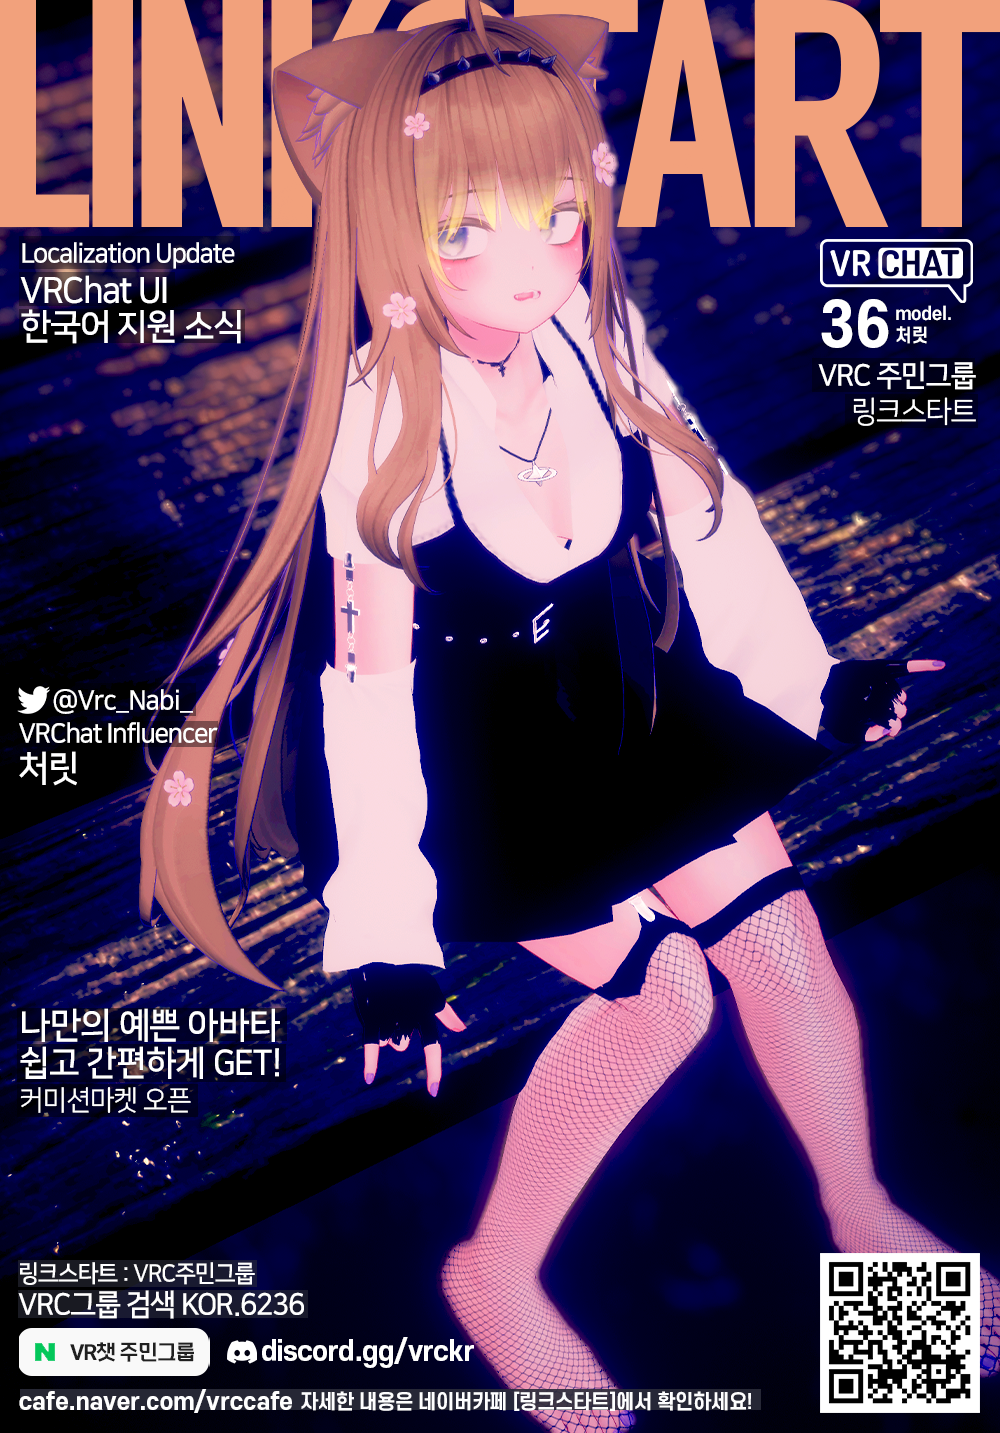 LINKSTART
Localization Update
VRChat UI
한국어 지원 소식
VR CHAT
36 model.
처릿
VRC 주민그룹
링크스타트
@Vrc_Nabi_
VRChat Influencer
처릿
E
나만의 예쁜 아바타
쉽고 간편하게 GET!
커미션마켓 오픈
링크스타트 : VRC주민그룹
VRC그룹 검색 KOR.6236
N VR챗 주민그룹
discord.gg/vrckr
cafe.naver.com/vrccafe 자세한 내용은 네이버카페 [링크스타트]에서 확인하세요!